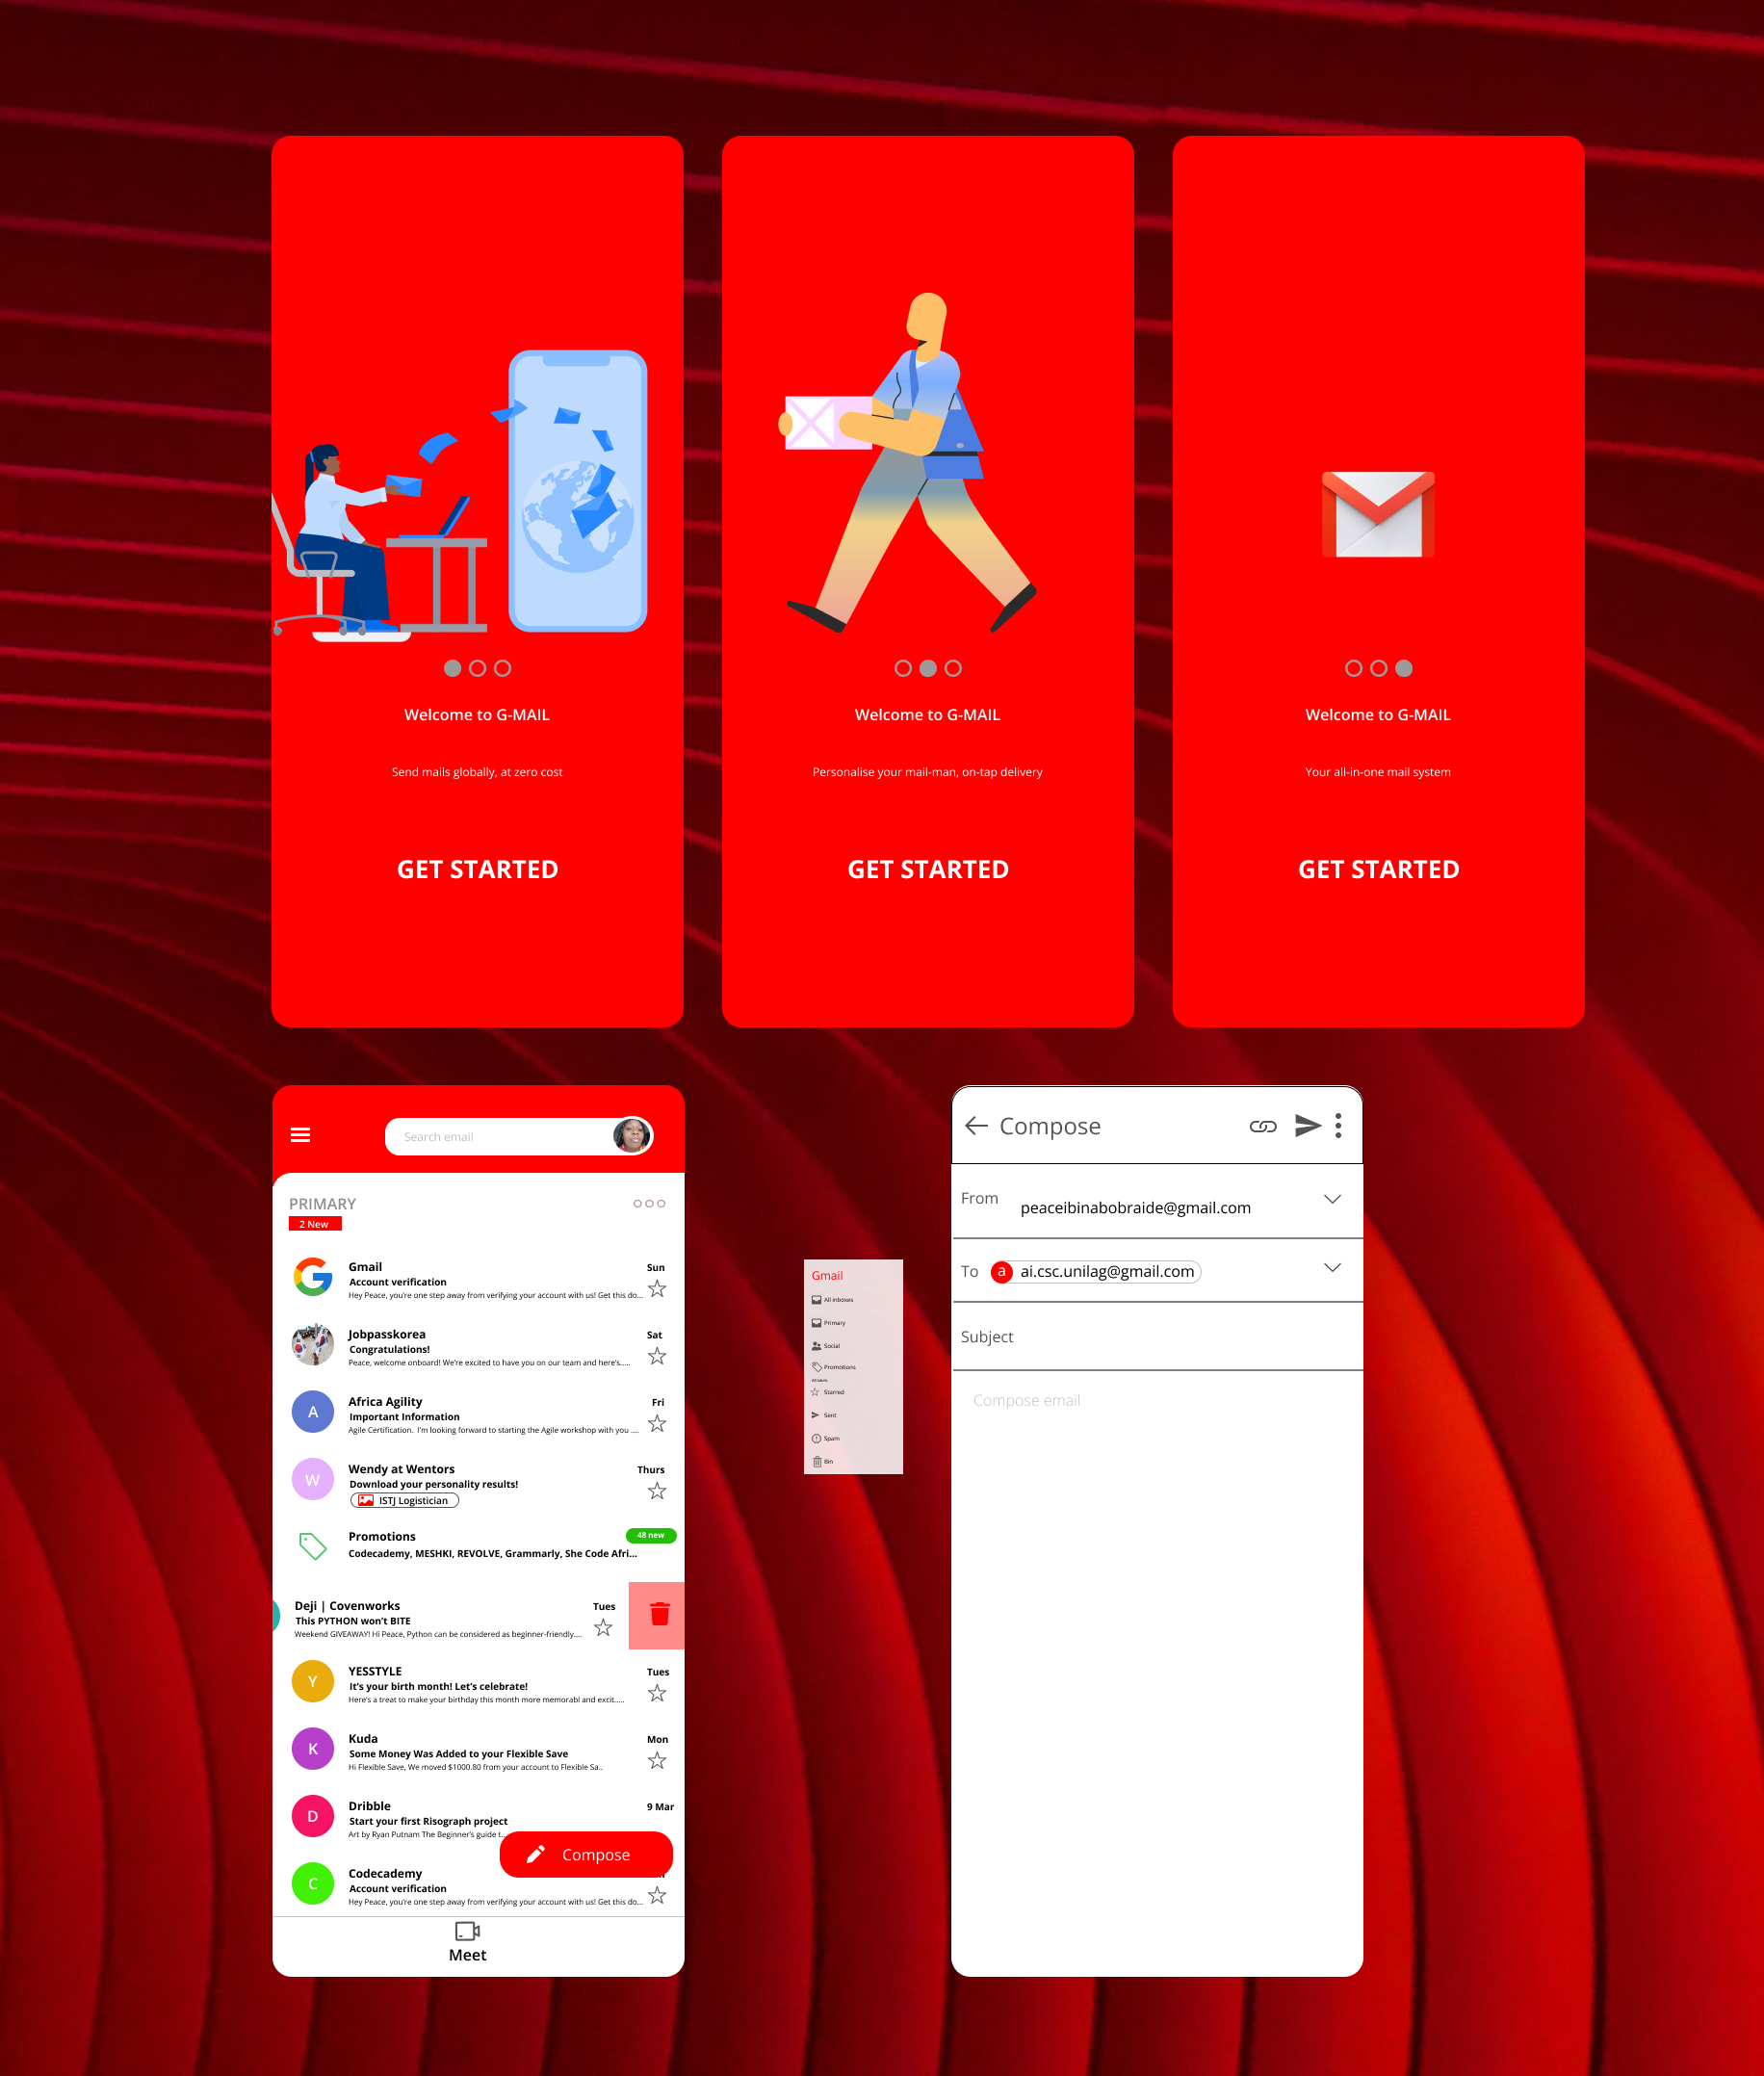 Welcome to G-MAIL
Send mails globally, at zero cost
GET STARTED
Welcome to G-MAIL
Personalise your mail-man, on-tap delivery
GET STARTED
Welcome to G-MAIL
Your all-in-one mail system
GET STARTED
Search email
PRIMARY
2 New
Gmail
Sun
Account verification
Hey Peace, you're one step away from verifying your account with us! Get this do...
Jobpasskorea
Sat
Congratulations!
Peace, welcome onboard! We're excited to have you on our team and here's.....
A
Africa Agility
Fri
Important Information
Agile Certification. I'm looking forward to starting the Agile workshop with you ....
W
Wendy at Wentors
Thurs
Download your personality results!
ISTJ Logistician
Promotions
48 new
Codecademy, MESHKI, REVOLVE, Grammarly, She Code Afri...
Deji | Covenworks
Tues
This PYTHON won't BITE
Weekend GIVEAWAY! Hi Peace, Python can be considered as beginner-friendly....
Y
YESSTYLE
Tues
It's your birth month! Let's celebrate!
Here's a treat to make your birthday this month more memorabl and excit.....
K
Kuda
Mon
Some Money Was Added to your Flexible Save
Hi Flexible Save, We moved $1000.80 from your account to Flexible Sa..
D
Dribble
9 Mar
Start your first Risograph project
Art by Ryan Putnam The Beginner's guide t..
Compose
C
Codecademy
Account verification
Hey Peace, you're one step away from verifying your account with us! Get this do...
Meet
Gmail
All inboxes
Primary
Social
Promotions
Starred
Sent
Spam
Bin
Compose
From
peaceibinabobraide@gmail.com
To a ai.csc.unilag@gmail.com
Subject
Compose email